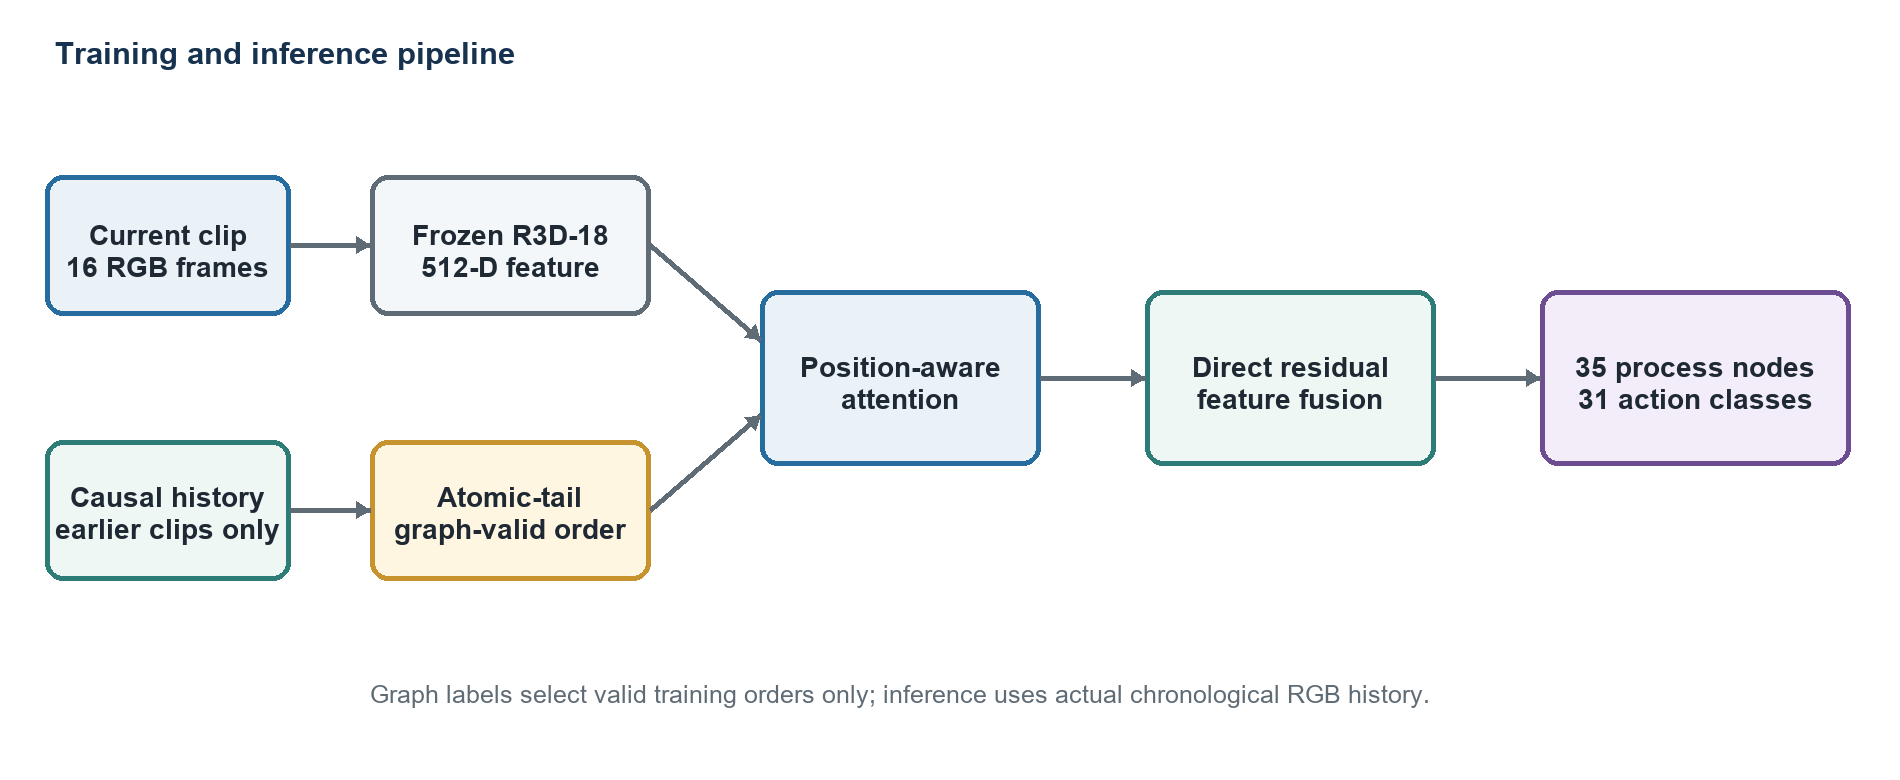 Training and inference pipeline
Current clip
16 RGB frames
Frozen R3D-18
512-D feature
Causal history
earlier clips only
Atomic-tail
graph-valid order
Position-aware
attention
Direct residual
feature fusion
35 process nodes
31 action classes
Graph labels select valid training orders only; inference uses actual chronological RGB history.